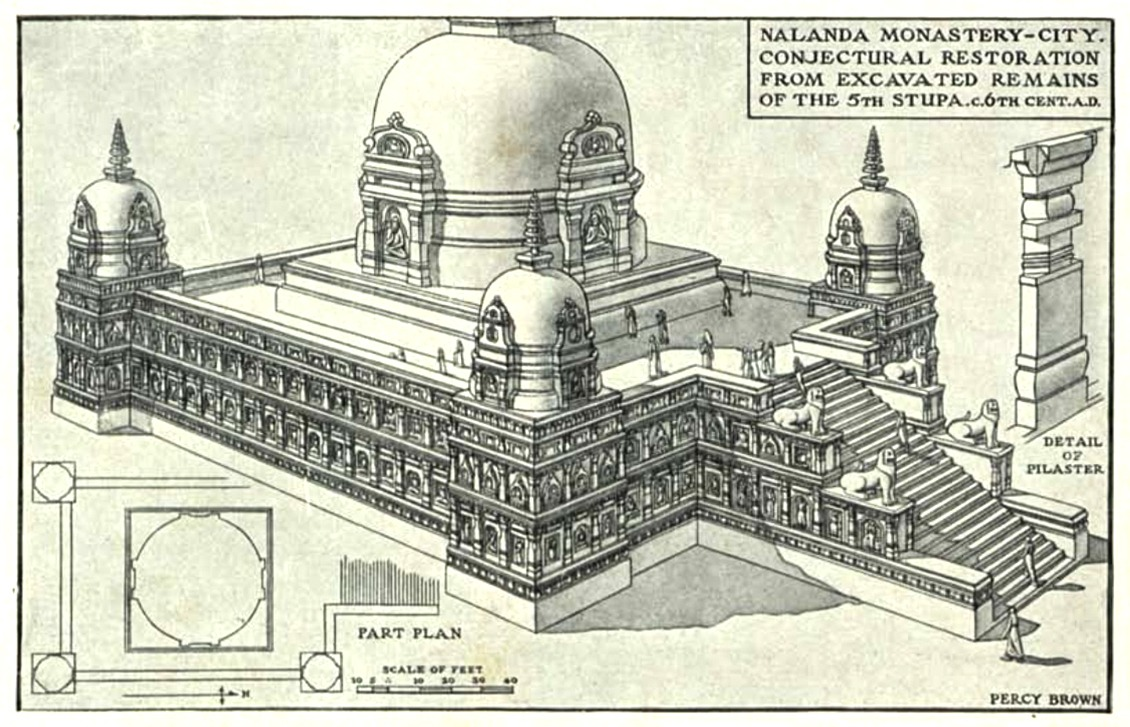 NALANDA MONASTERY-CITY.
CONJECTURAL RESTORATION
FROM EXCAVATED REMAINS
OF THE 5TH STUPA.C.6TH CENT.A.D.
DETAIL
OF
PILASTER
PART PLAN
SCALE OF FEET
10 5 0 10 20 30 40
N
PERCY BROWN